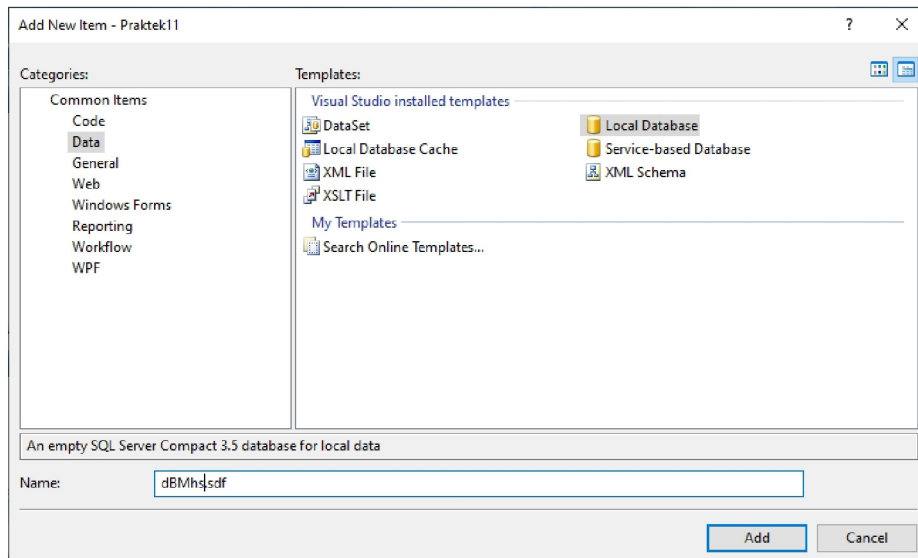 Add New Item - Praktek11
?
Categories:
Templates:
Common Items
Code
Data
General
Web
Windows Forms
Reporting
Workflow
WPF
Visual Studio installed templates
DataSet
Local Database
Local Database Cache
Service-based Database
XML File
XML Schema
XSLT File
My Templates
Search Online Templates...
An empty SQL Server Compact 3.5 database for local data
Name:
dBMhs.sdf
Add
Cancel